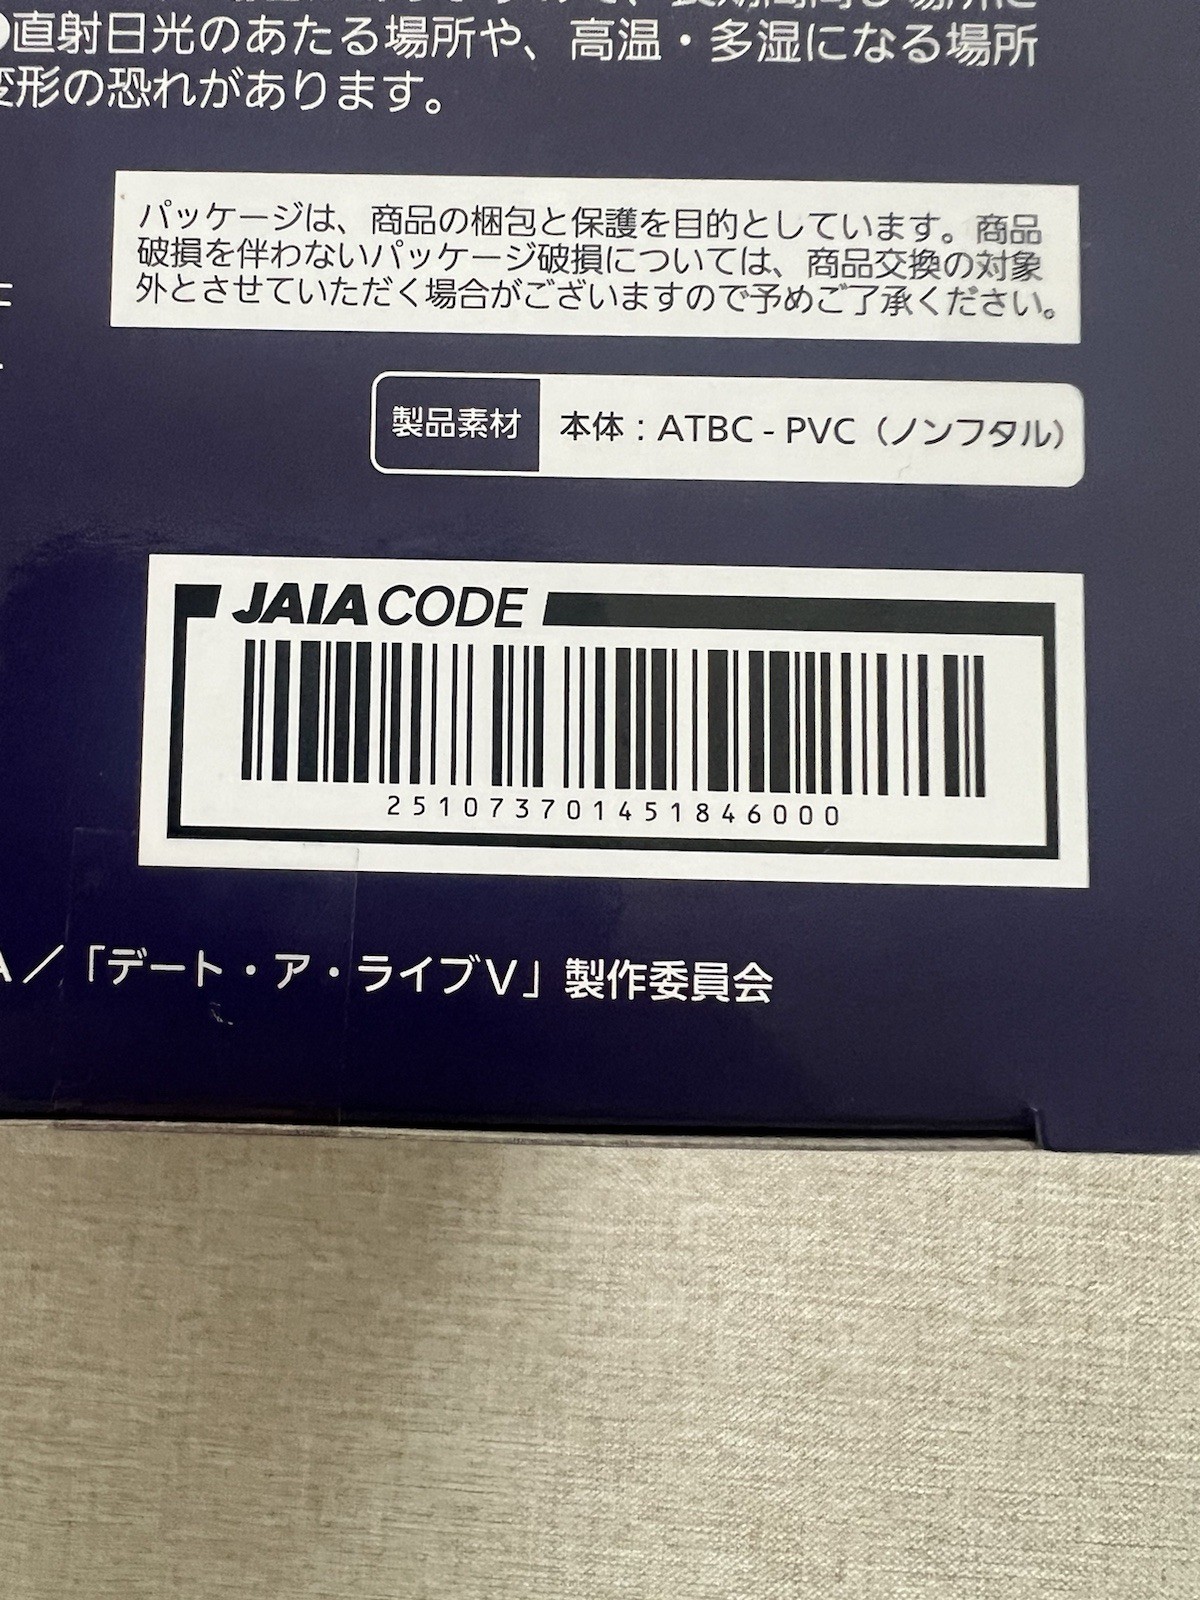 ●直射日光のあたる場所や、高温・多湿になる場所
変形の恐れがあります。
パッケージは、商品の梱包と保護を目的としています。商品
破損を伴わないパッケージ破損については、商品交換の対象
外とさせていただく場合がございますので予めご了承ください。
製品素材 本体：ATBC - PVC（ノンフタル）
JAIA CODE
251073701451846000
A／「デート・ア・ライブⅤ」製作委員会